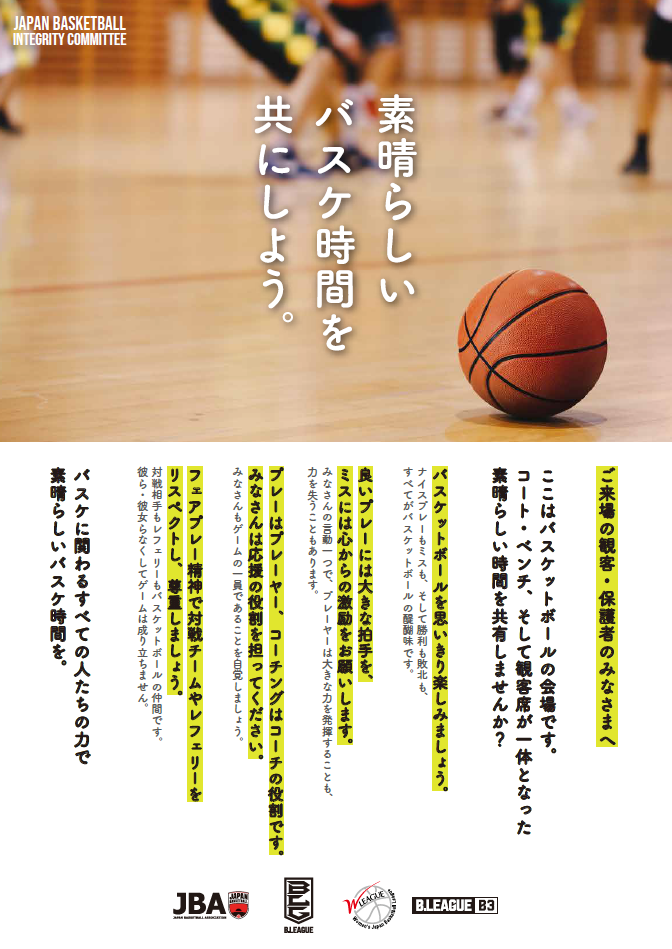 JAPAN BASKETBALL
INTEGRITY COMMITTEE
素晴らしい
バスケ時間を
共にしよう。
ご来場の観客・保護者のみなさまへ
ここはバスケットボールの会場です。
コート・ベンチ、そして観客席が一体となった
素晴らしい時間を共有しませんか？
バスケットボールを思いきり楽しみましょう。
ナイスプレーもミスも、そして勝利も敗北も、
すべてがバスケットボールの醍醐味です。
良いプレーには大きな拍手を、
ミスには心からの激励をお願いします。
みなさんの言動一つで、プレーヤーは大きな力を発揮することも、
力を失うこともあります。
プレーはプレーヤー、コーチングはコーチの役割です。
みなさんは応援の役割を担ってください。
みなさんもゲームの一員であることを自覚しましょう。
フェアプレー精神で対戦チームやレフェリーを
リスペクトし、尊重しましょう。
対戦相手もレフェリーもバスケットボールの仲間です。
彼ら・彼女らなくしてゲームは成り立ちません。
バスケに関わるすべての人たちの力で
素晴らしいバスケ時間を。
JBA
JAPAN BASKETBALL ASSOCIATION
JAPAN
BASKETBALL
B.LEAGUE
W LEAGUE
Women's Japan Basketball League
B.LEAGUE B3